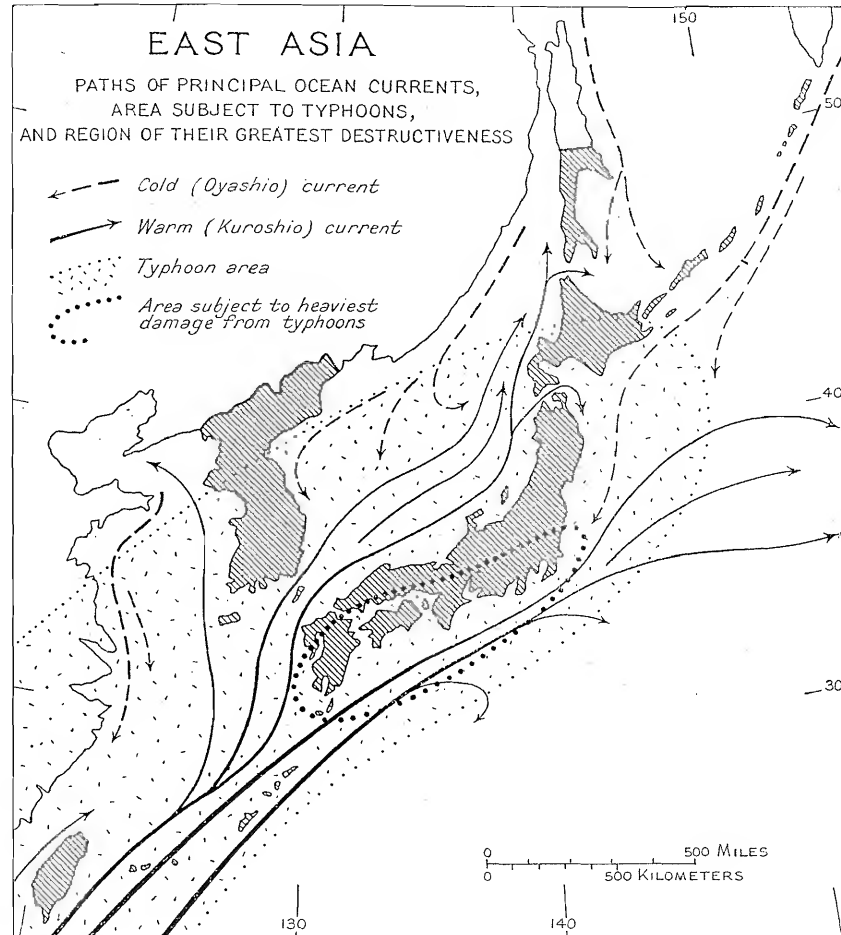 EAST ASIA
PATHS OF PRINCIPAL OCEAN CURRENTS,
AREA SUBJECT TO TYPHOONS,
AND REGION OF THEIR GREATEST DESTRUCTIVENESS
Cold (Oyashio) current
Warm (Kuroshio) current
Typhoon area
Area subject to heaviest
damage from typhoons
150
50
40
30
0 500 MILES
0 500 KILOMETERS
130
140